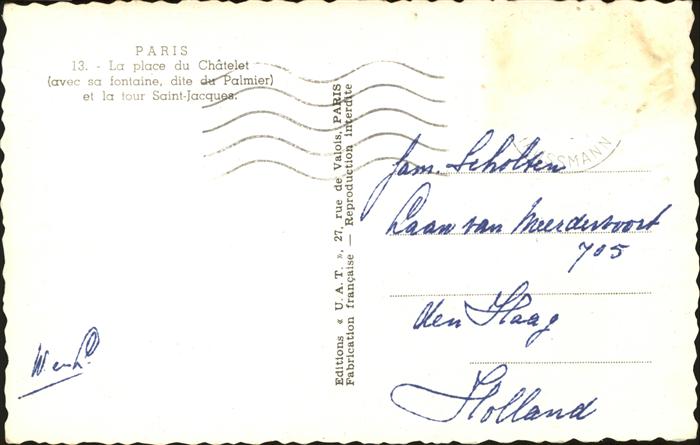 PARIS
13. - La place du Châtelet
(avec sa fontaine, dite du Palmier)
et la tour Saint-Jacques.
Editions « U. A. T. », 27, rue de Valois, PARIS
Fabrication française — Reproduction interdite
SSMANN
fam. Scholten
Laan van Meerdervoort
705
den Haag
Holland